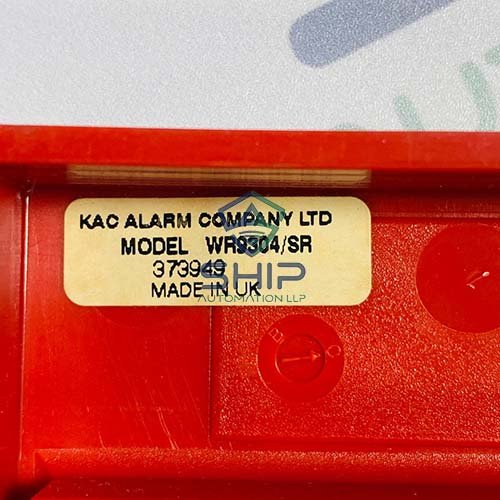 KAC ALARM COMPANY LTD
MODEL WR9304/SR
373949
MADE IN UK
SHIP
AUTOMATION LLP
B